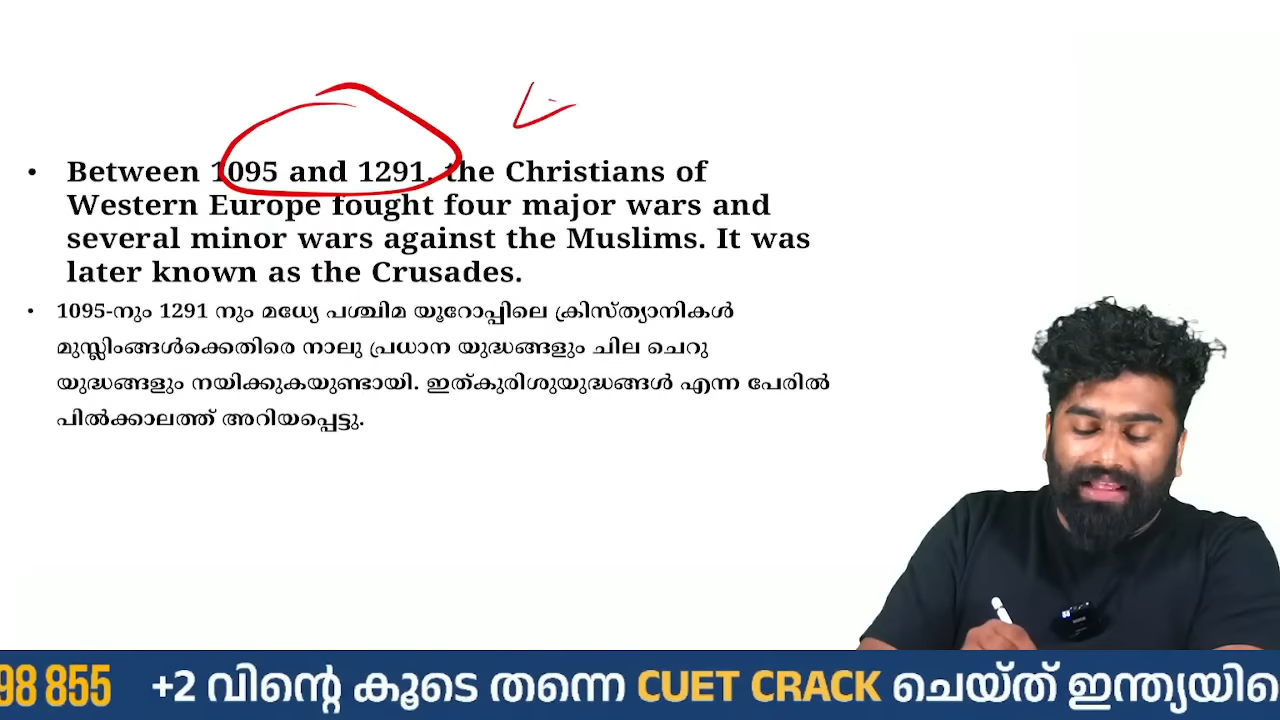 • Between 1095 and 1291, the Christians of
Western Europe fought four major wars and
several minor wars against the Muslims. It was
later known as the Crusades.
• 1095-നും 1291 നും മധ്യേ പശ്ചിമ യൂറോപ്പിലെ ക്രിസ്ത്യാനികൾ
മുസ്ലിംങ്ങൾക്കെതിരെ നാലു പ്രധാന യുദ്ധങ്ങളും ചില ചെറു
യുദ്ധങ്ങളും നയിക്കുകയുണ്ടായി. ഇത്കുരിശുയുദ്ധങ്ങൾ എന്ന പേരിൽ
പിൽക്കാലത്ത് അറിയപ്പെട്ടു.
98 855 +2 വിന്റെ കൂടെ തന്നെ CUET CRACK ചെയ്ത്